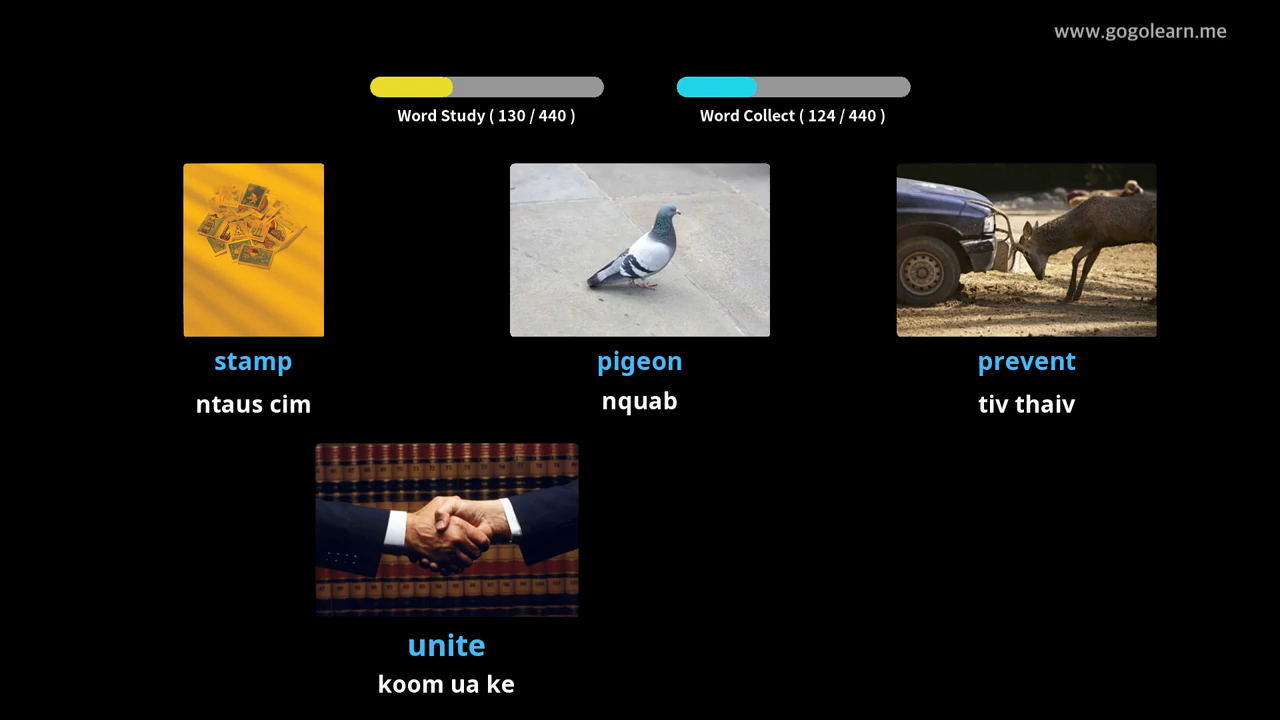 www.gogolearn.me
Word Study ( 130 / 440 )
Word Collect ( 124 / 440 )
stamp
pigeon
prevent
ntaus cim
nquab
tiv thaiv
unite
koom ua ke